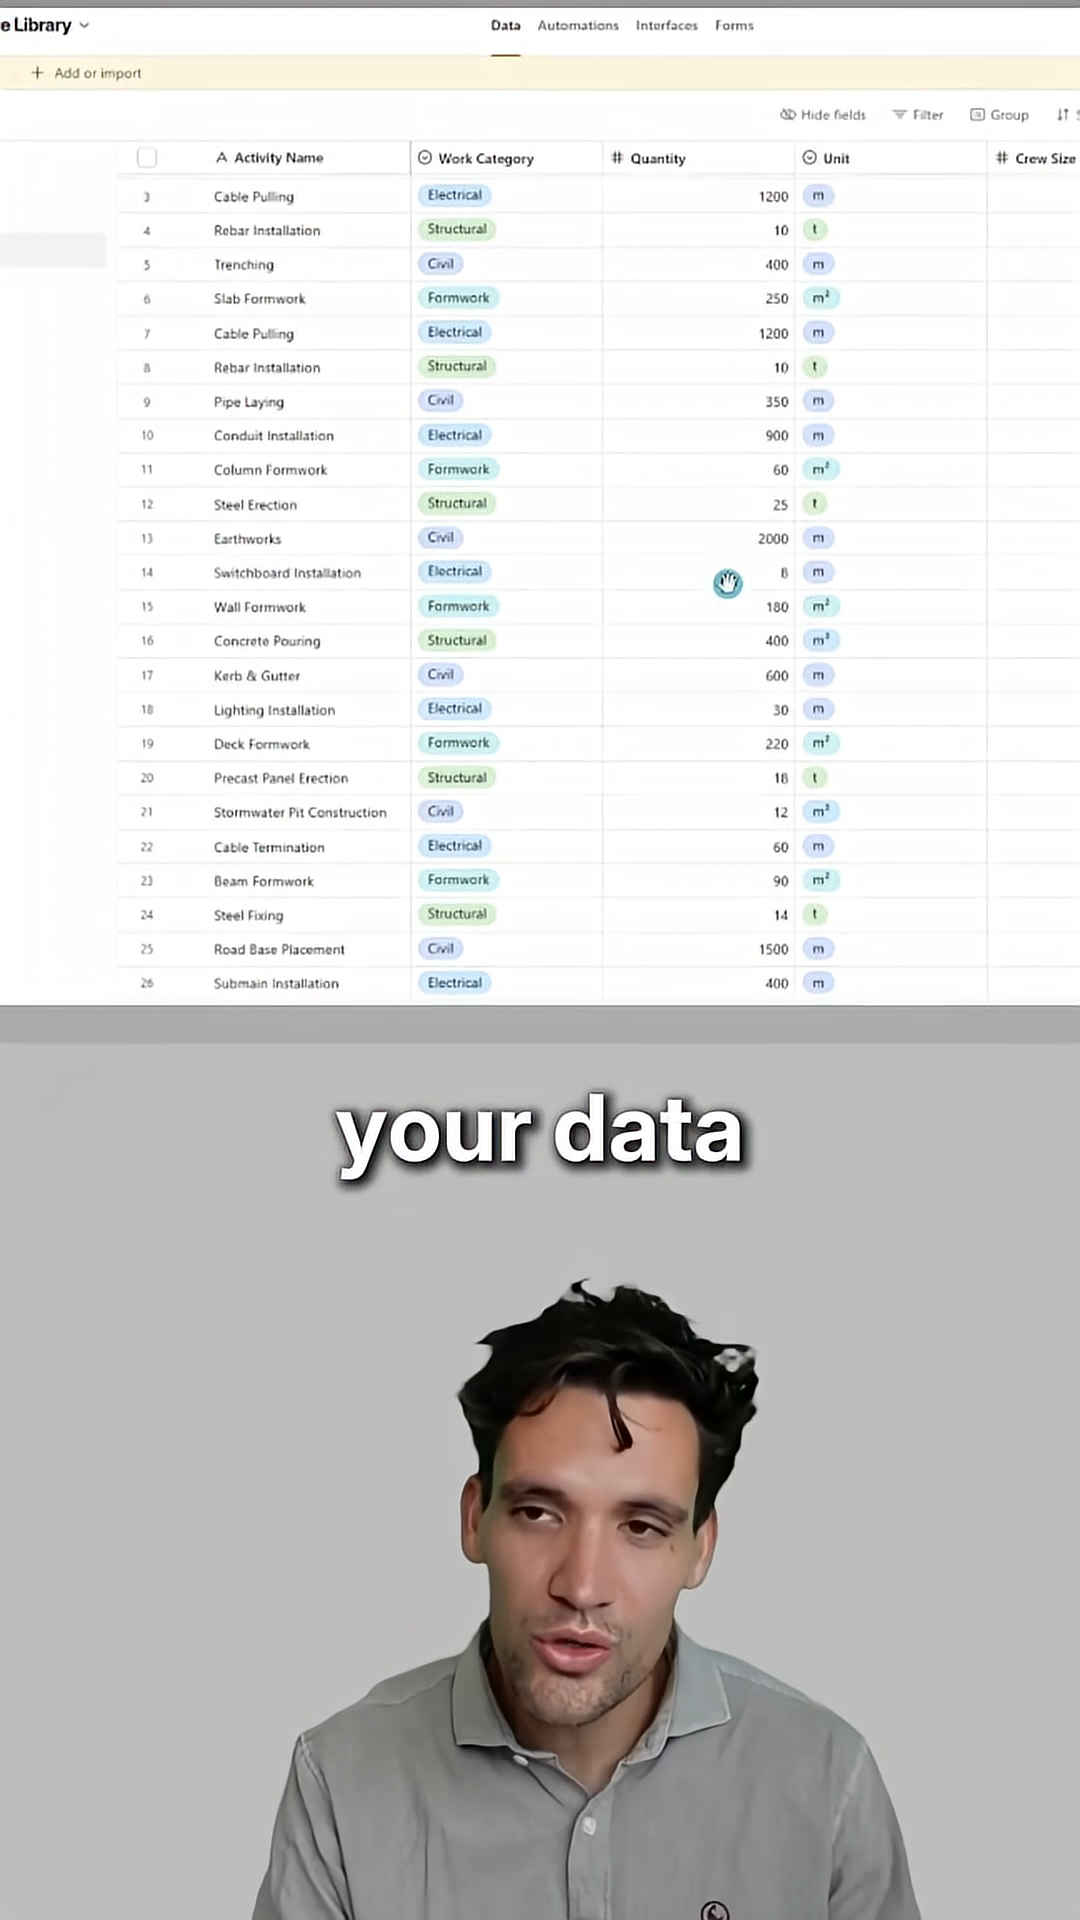 e Library
Data Automations Interfaces Forms
+ Add or import
Hide fields Filter Group
A Activity Name Work Category # Quantity Unit # Crew Size
3 Cable Pulling Electrical 1200 m
4 Rebar Installation Structural 10 t
5 Trenching Civil 400 m
6 Slab Formwork Formwork 250 m²
7 Cable Pulling Electrical 1200 m
8 Rebar Installation Structural 10 t
9 Pipe Laying Civil 350 m
10 Conduit Installation Electrical 900 m
11 Column Formwork Formwork 60 m²
12 Steel Erection Structural 25 t
13 Earthworks Civil 2000 m
14 Switchboard Installation Electrical 8 m
15 Wall Formwork Formwork 180 m²
16 Concrete Pouring Structural 400 m³
17 Kerb & Gutter Civil 600 m
18 Lighting Installation Electrical 30 m
19 Deck Formwork Formwork 220 m²
20 Precast Panel Erection Structural 18 t
21 Stormwater Pit Construction Civil 12 m³
22 Cable Termination Electrical 60 m
23 Beam Formwork Formwork 90 m²
24 Steel Fixing Structural 14 t
25 Road Base Placement Civil 1500 m
26 Submain Installation Electrical 400 m
your data